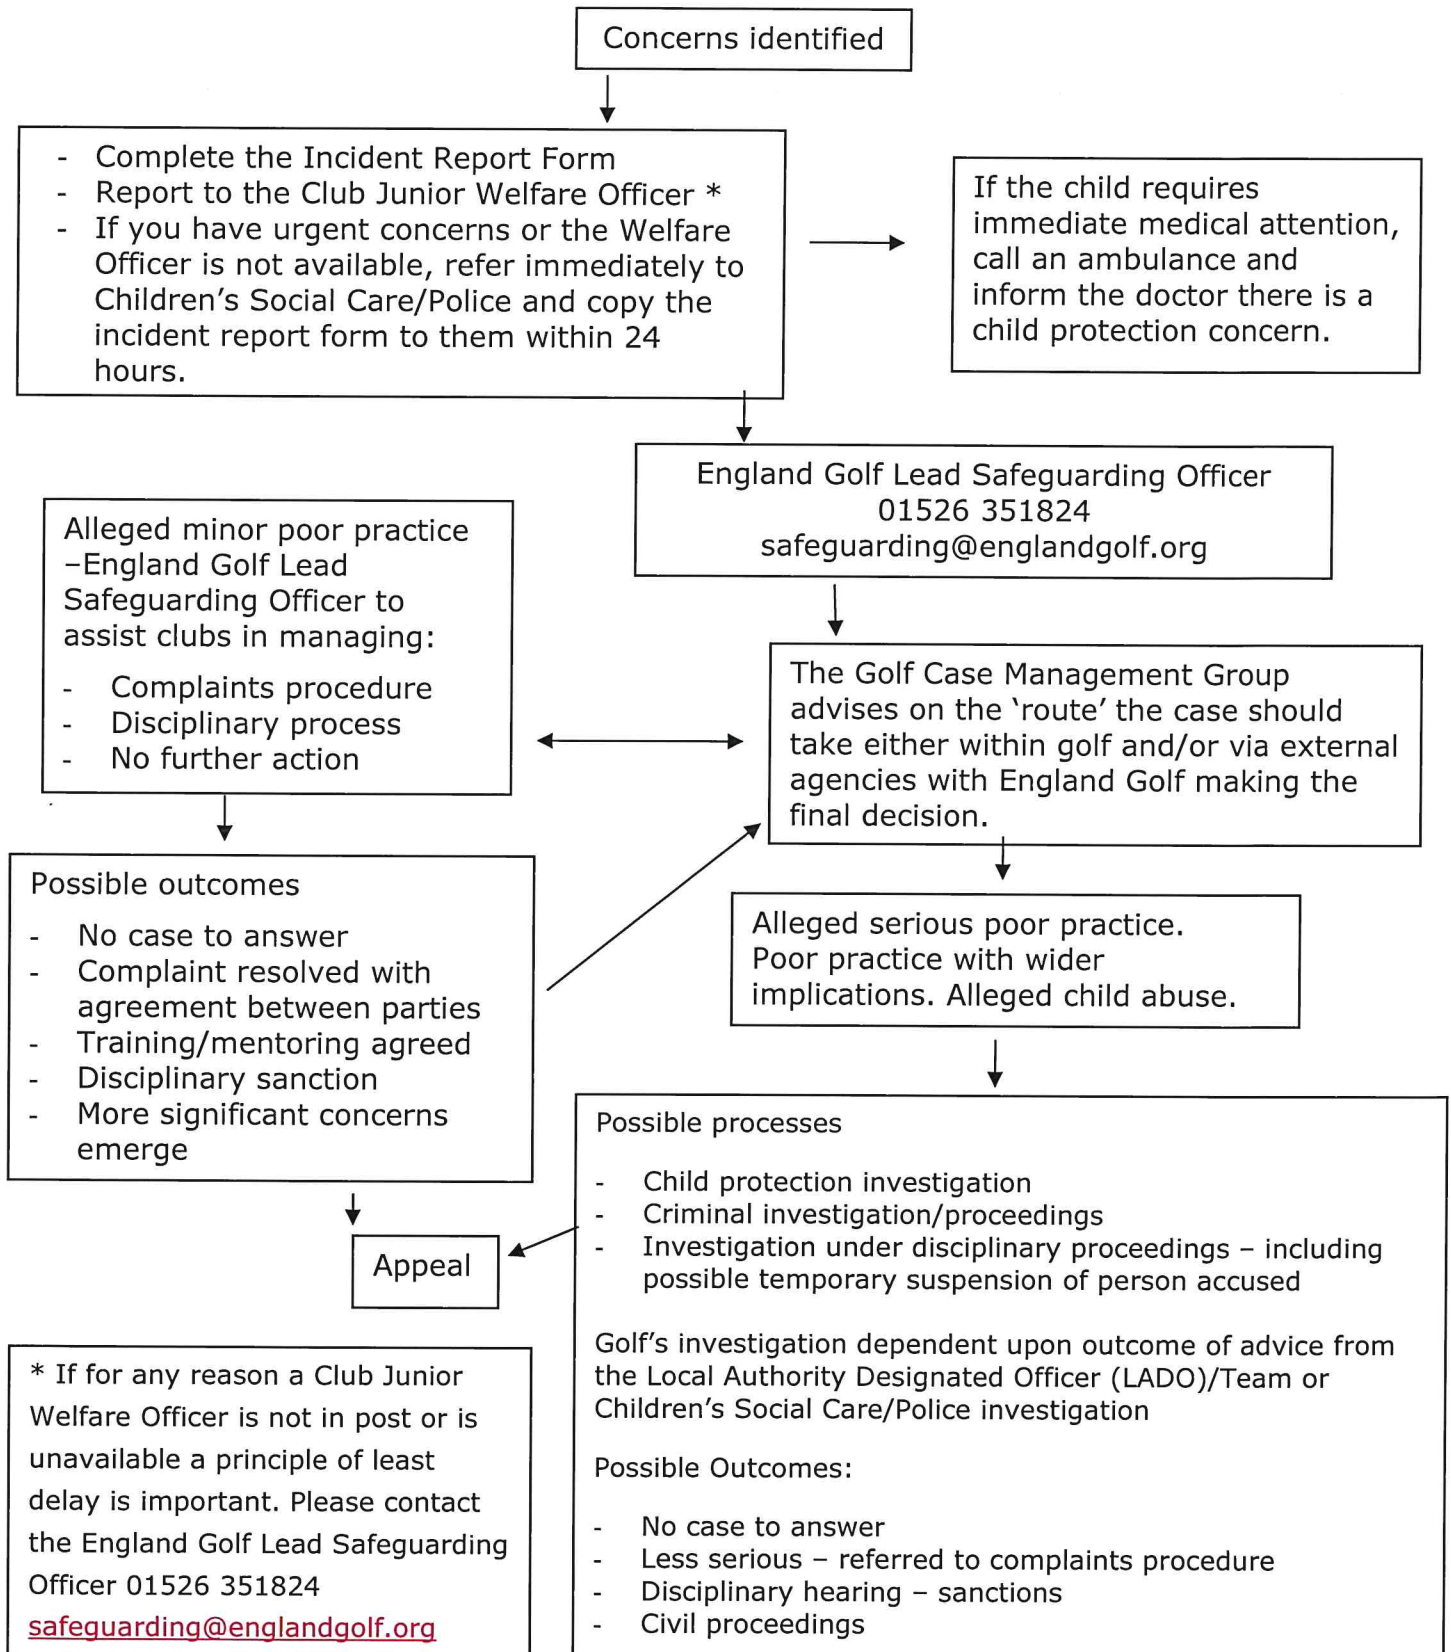 Concerns identified
- Complete the Incident Report Form
- Report to the Club Junior Welfare Officer *
- If you have urgent concerns or the Welfare
Officer is not available, refer immediately to
Children's Social Care/Police and copy the
incident report form to them within 24
hours.
If the child requires
immediate medical attention,
call an ambulance and
inform the doctor there is a
child protection concern.
England Golf Lead Safeguarding Officer
01526 351824
safeguarding@englandgolf.org
Alleged minor poor practice
–England Golf Lead
Safeguarding Officer to
assist clubs in managing:
- Complaints procedure
- Disciplinary process
- No further action
The Golf Case Management Group
advises on the ‘route’ the case should
take either within golf and/or via external
agencies with England Golf making the
final decision.
Possible outcomes
- No case to answer
- Complaint resolved with
agreement between parties
- Training/mentoring agreed
- Disciplinary sanction
- More significant concerns
emerge
Alleged serious poor practice.
Poor practice with wider
implications. Alleged child abuse.
Appeal
Possible processes
- Child protection investigation
- Criminal investigation/proceedings
- Investigation under disciplinary proceedings – including
possible temporary suspension of person accused
Golf's investigation dependent upon outcome of advice from
the Local Authority Designated Officer (LADO)/Team or
Children's Social Care/Police investigation
Possible Outcomes:
- No case to answer
- Less serious – referred to complaints procedure
- Disciplinary hearing – sanctions
- Civil proceedings
* If for any reason a Club Junior
Welfare Officer is not in post or is
unavailable a principle of least
delay is important. Please contact
the England Golf Lead Safeguarding
Officer 01526 351824
safeguarding@englandgolf.org